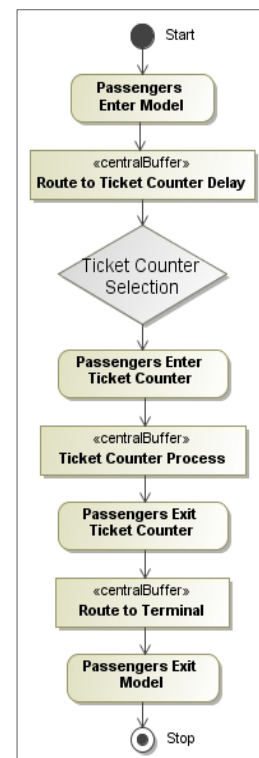 Start
Passengers
Enter Model
«centralBuffer»
Route to Ticket Counter Delay
Ticket Counter
Selection
Passengers Enter
Ticket Counter
«centralBuffer»
Ticket Counter Process
Passengers Exit
Ticket Counter
«centralBuffer»
Route to Terminal
Passengers Exit
Model
Stop